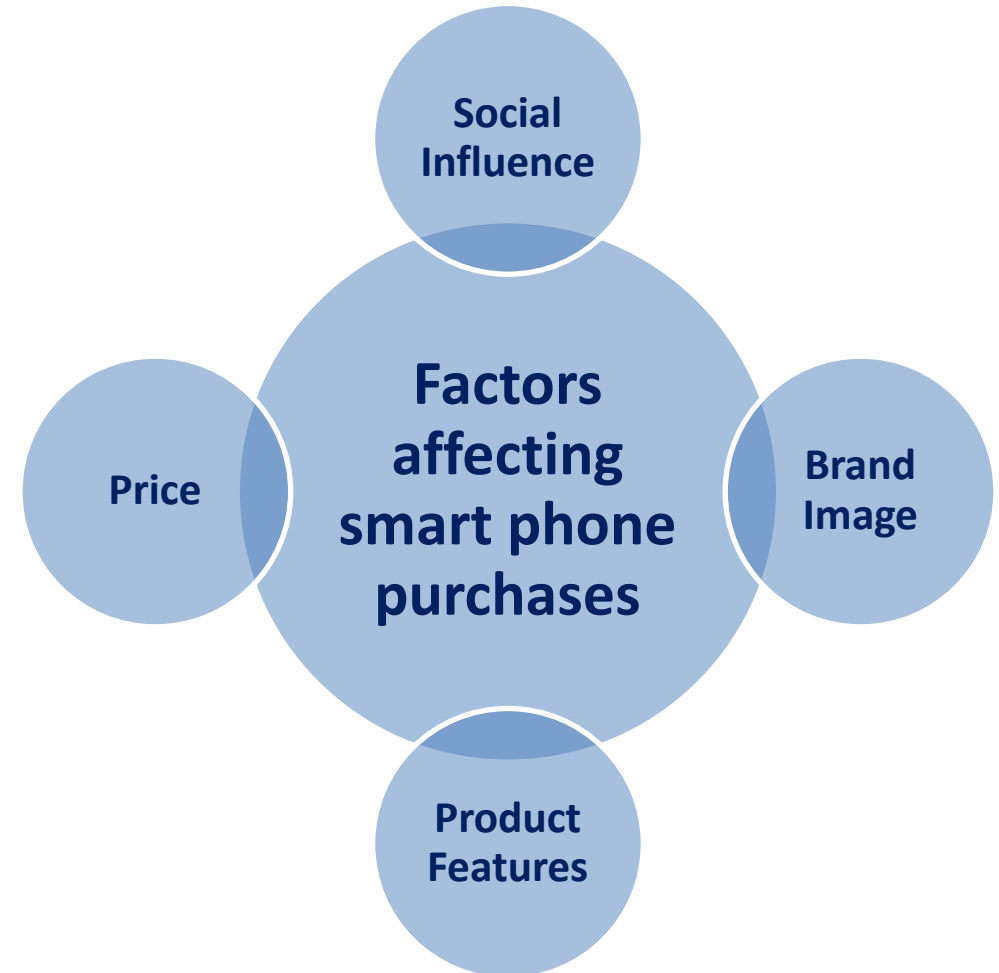 Social
Influence
Factors
affecting
smart phone
purchases
Price
Brand
Image
Product
Features